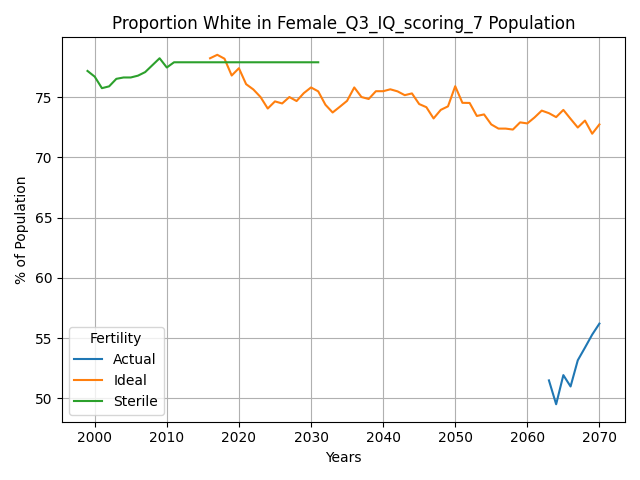 Proportion White in Female_Q3_IQ_scoring_7 Population
% of Population
75
70
65
60
55
50
Fertility
Actual
Ideal
Sterile
2000 2010 2020 2030 2040 2050 2060 2070
Years